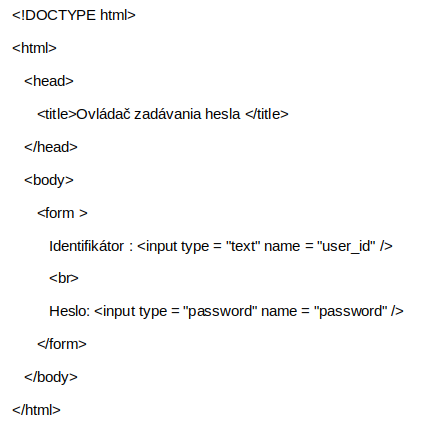 <!DOCTYPE html>
<html>
<head>
<title>Ovládač zadávania hesla </title>
</head>
<body>
<form >
Identifikátor : <input type = "text" name = "user_id" />
<br>
Heslo: <input type = "password" name = "password" />
</form>
</body>
</html>